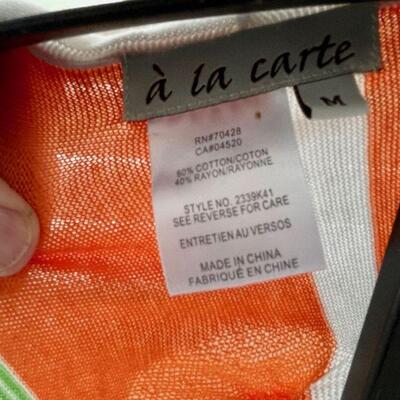 à la carte
M
RN#70428
CA#04520
60% COTTON/COTON
40% RAYON/RAYONNE
STYLE NO. 2339K41
SEE REVERSE FOR CARE
ENTRETIEN AU VERSOS
MADE IN CHINA
FABRIQUÉ EN CHINE